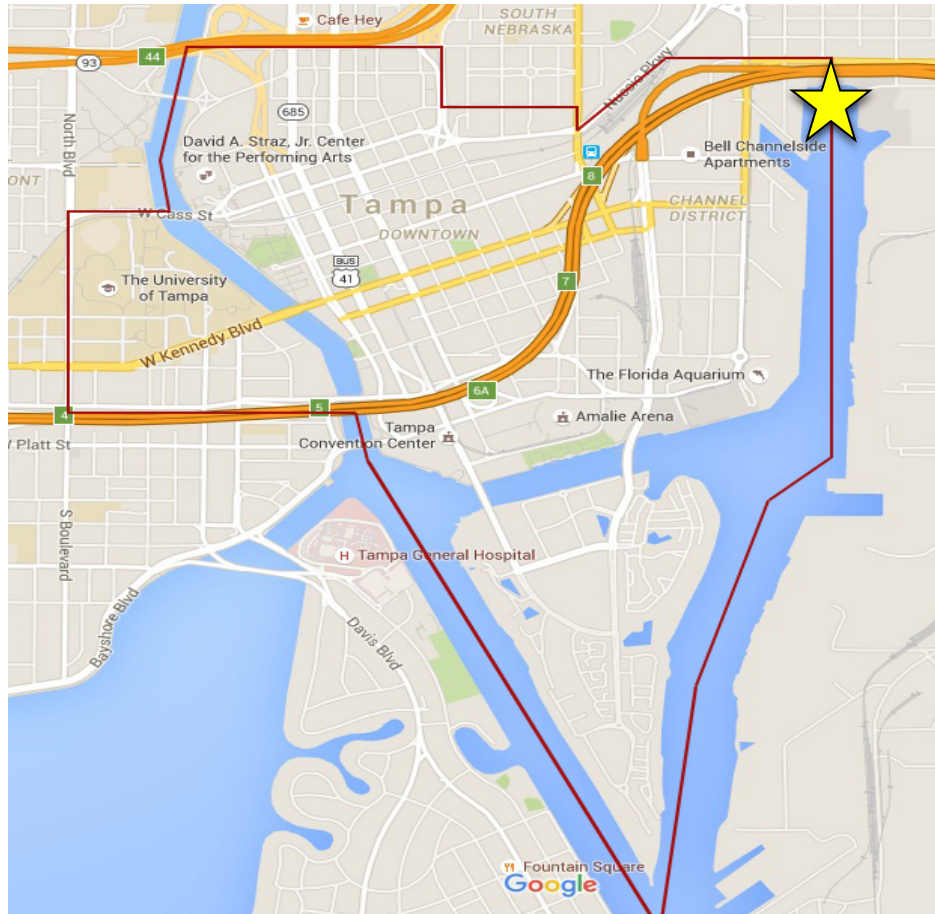 Cafe Hey
SOUTH
NEBRASKA
44
93
Nuccio Pkwy
North Blvd
685
David A. Straz, Jr. Center
for the Performing Arts
Bell Channelside
Apartments
8
ONT
W Cass St
Tampa
DOWNTOWN
CHANNEL
DISTRICT
BUS
41
The University
of Tampa
7
W Kennedy Blvd
The Florida Aquarium
6A
4
5
Tampa
Convention Center
Amalie Arena
Platt St
S Boulevard
H
Tampa General Hospital
Bayshore Blvd
Davis Blvd
Fountain Square
Google